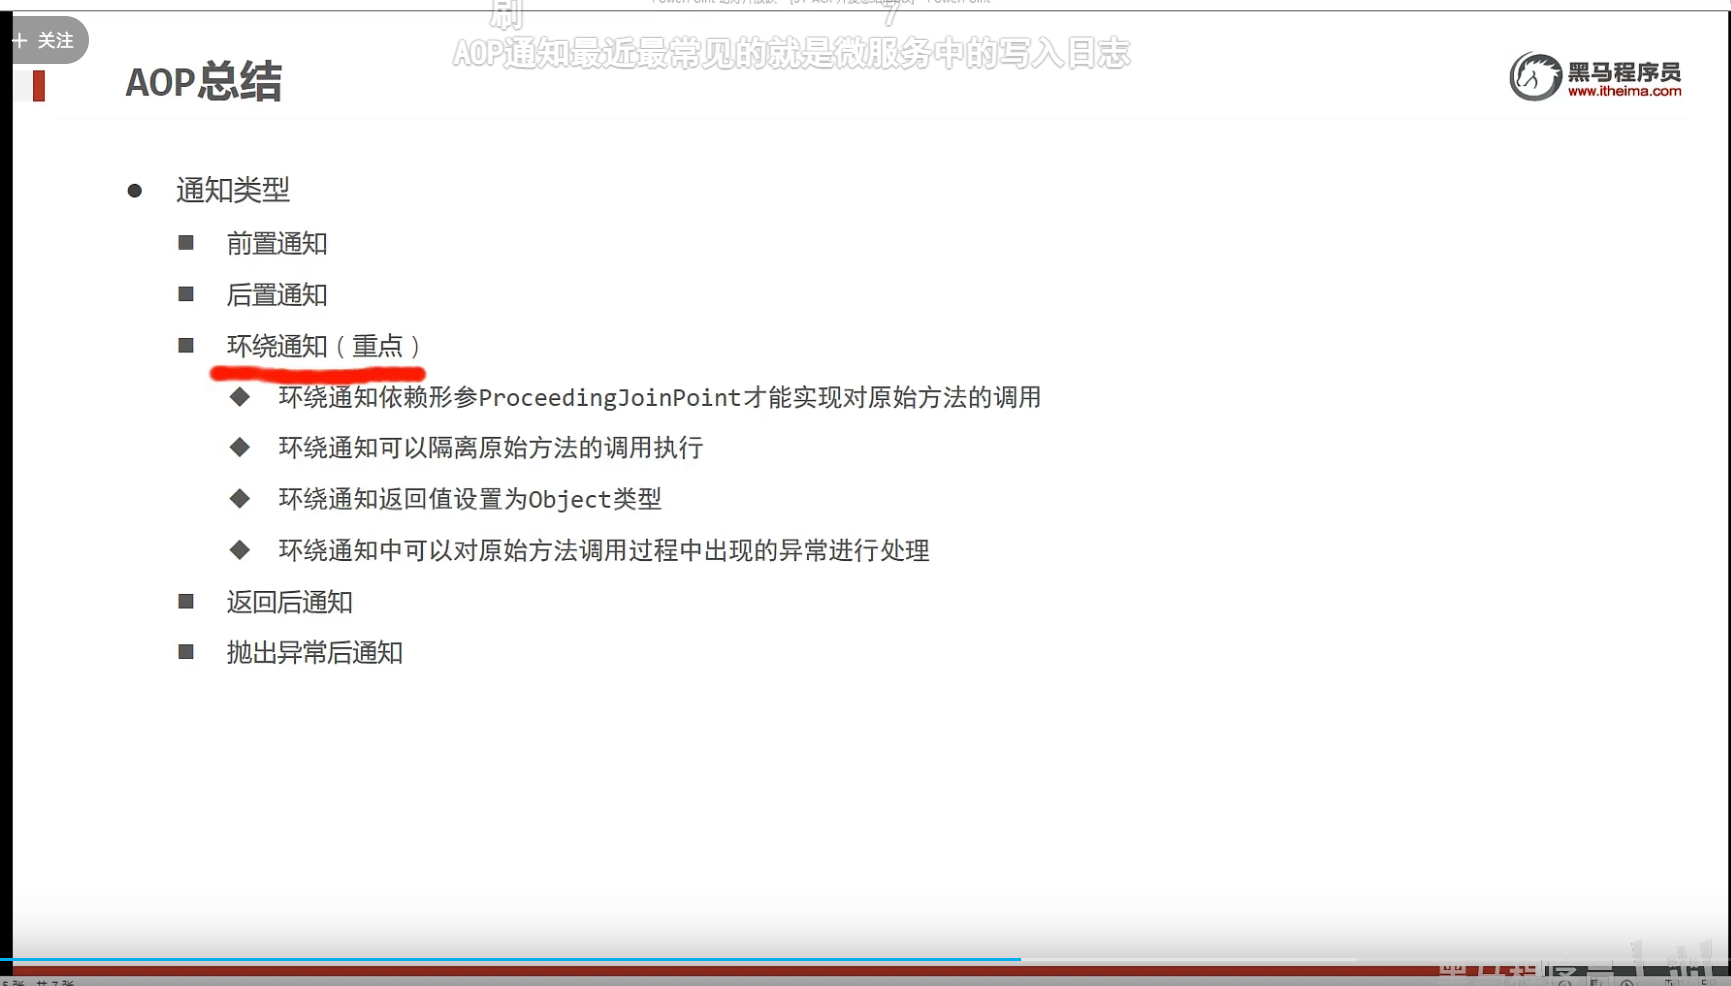 关注
AOP通知最近最常见的就是微服务中的写入日志
AOP总结
黑马程序员
www.itheima.com
通知类型
前置通知
后置通知
环绕通知（重点）
环绕通知依赖形参ProceedingJoinPoint才能实现对原始方法的调用
环绕通知可以隔离原始方法的调用执行
环绕通知返回值设置为Object类型
环绕通知中可以对原始方法调用过程中出现的异常进行处理
返回后通知
抛出异常后通知